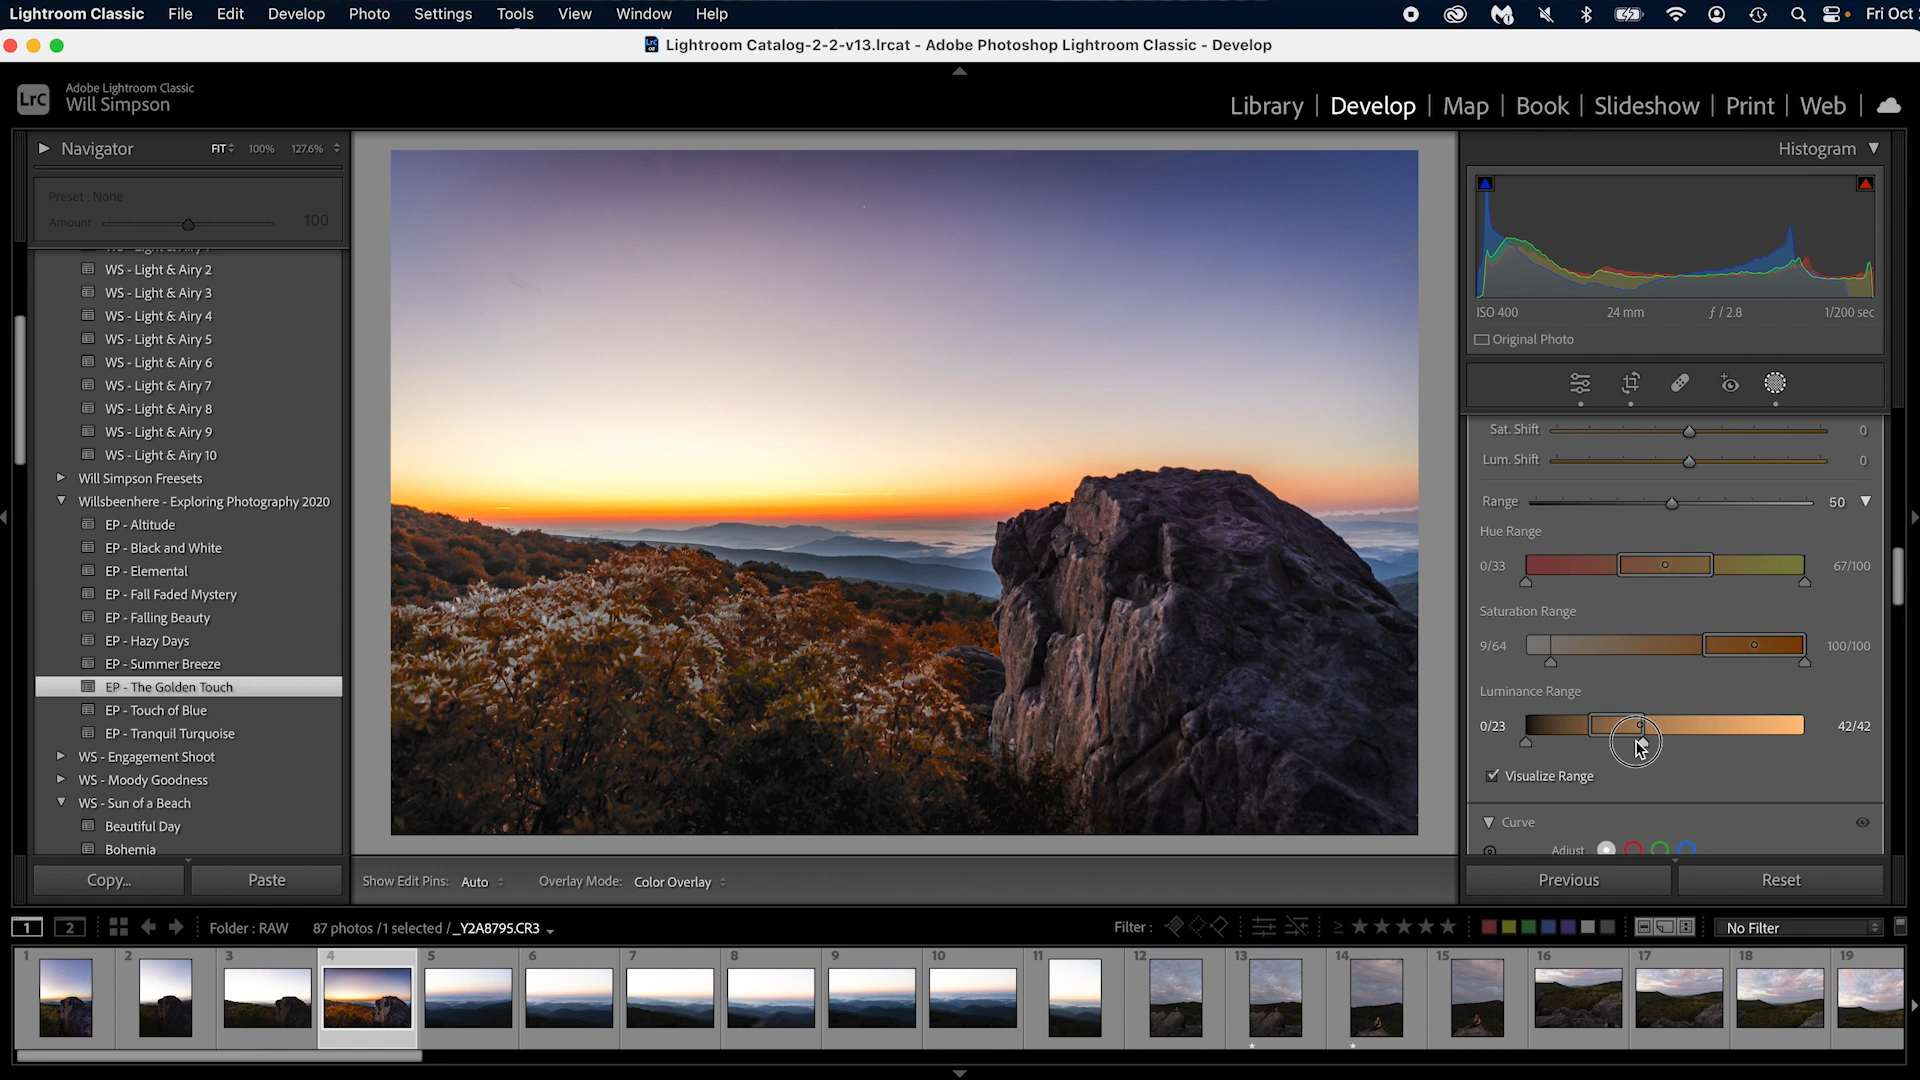 Lightroom Classic File Edit Develop Photo Settings Tools View Window Help Fri Oct
Lightroom Catalog-2-2-v13.lrcat - Adobe Photoshop Lightroom Classic - Develop
LrC Adobe Lightroom Classic
Will Simpson
Library | Develop | Map | Book | Slideshow | Print | Web
Navigator FIT 100% 127.6%
Preset : None
Amount 100
WS - Light & Airy 1
WS - Light & Airy 2
WS - Light & Airy 3
WS - Light & Airy 4
WS - Light & Airy 5
WS - Light & Airy 6
WS - Light & Airy 7
WS - Light & Airy 8
WS - Light & Airy 9
WS - Light & Airy 10
Will Simpson Freesets
Willsbeenhere - Exploring Photography 2020
EP - Altitude
EP - Black and White
EP - Elemental
EP - Fall Faded Mystery
EP - Falling Beauty
EP - Hazy Days
EP - Summer Breeze
EP - The Golden Touch
EP - Touch of Blue
EP - Tranquil Turquoise
WS - Engagement Shoot
WS - Moody Goodness
WS - Sun of a Beach
Beautiful Day
Bohemia
Copy... Paste
Show Edit Pins: Auto Overlay Mode: Color Overlay
Histogram
ISO 400 24 mm ƒ / 2.8 1/200 sec
Original Photo
Sat. Shift 0
Lum. Shift 0
Range 50
Hue Range
0/33 67/100
Saturation Range
9/64 100/100
Luminance Range
0/23 42/42
Visualize Range
Curve
Adjust
Previous Reset
1 2 Folder : RAW 87 photos / 1 selected / _Y2A8795.CR3 Filter : ≥ No Filter
1 2 3 4 5 6 7 8 9 10 11 12 13 14 15 16 17 18 19